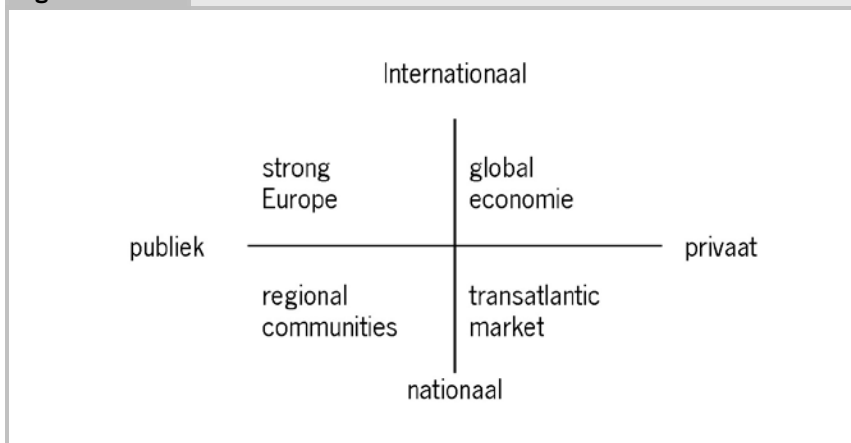 Internationaal
strong
Europe
global
economie
publiek
privaat
regional
communities
transatlantic
market
nationaal